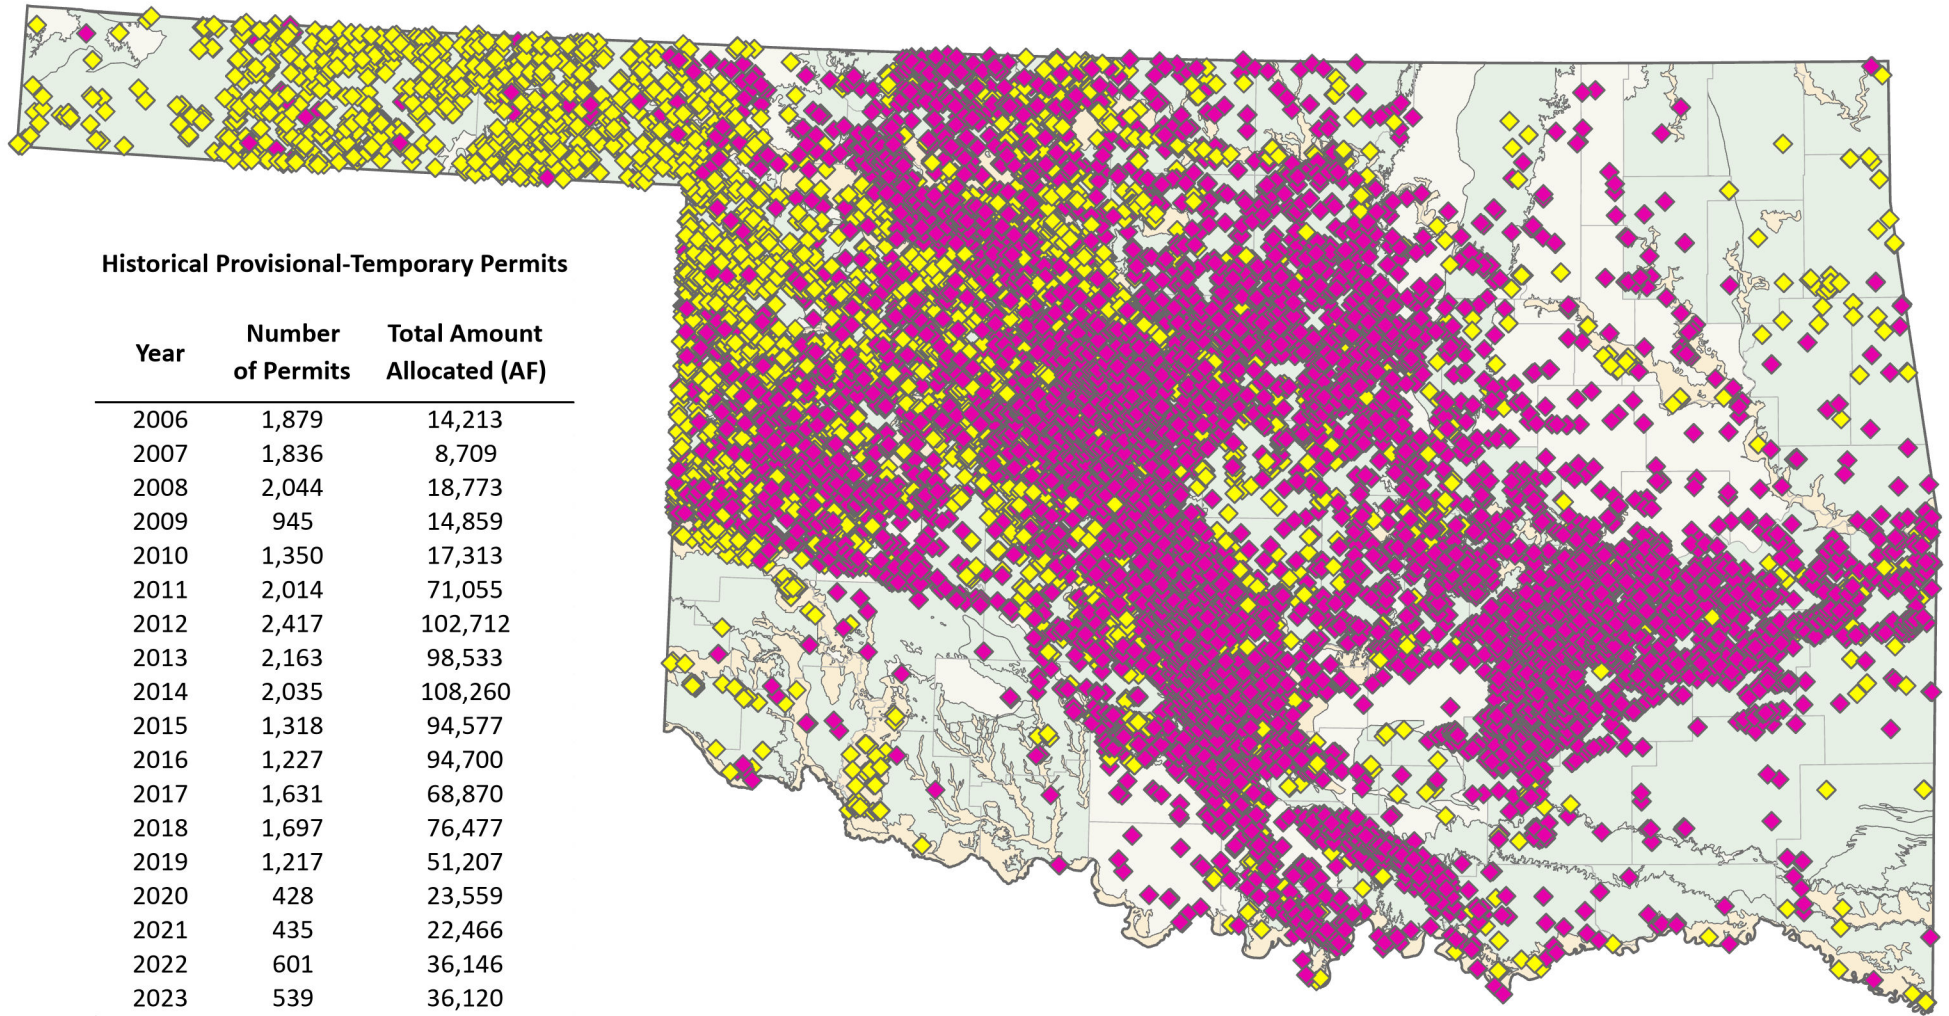 Historical Provisional-Temporary Permits
Year Number of Permits Total Amount Allocated (AF)
2006 1,879 14,213
2007 1,836 8,709
2008 2,044 18,773
2009 945 14,859
2010 1,350 17,313
2011 2,014 71,055
2012 2,417 102,712
2013 2,163 98,533
2014 2,035 108,260
2015 1,318 94,577
2016 1,227 94,700
2017 1,631 68,870
2018 1,697 76,477
2019 1,217 51,207
2020 428 23,559
2021 435 22,466
2022 601 36,146
2023 539 36,120